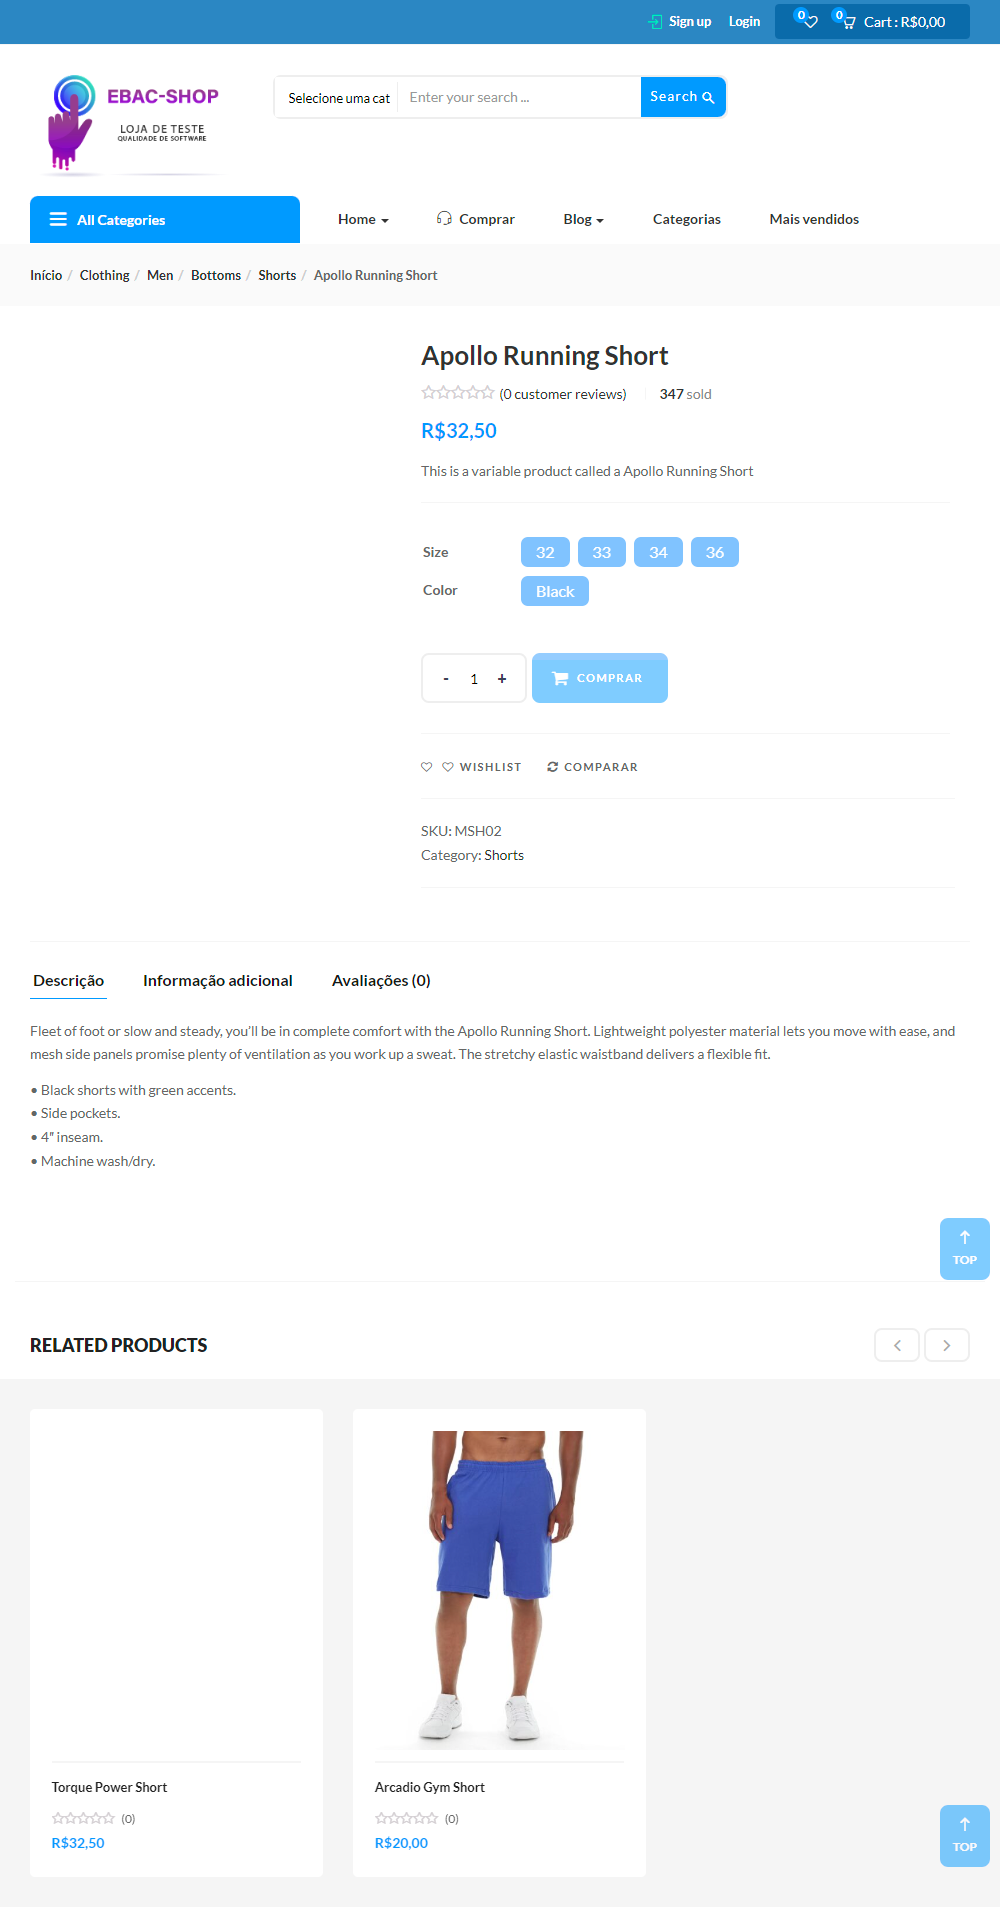 Sign up Login 0 0 Cart : R$0,00
EBAC-SHOP
LOJA DE TESTE
QUALIDADE DE SOFTWARE
Selecione uma cat Enter your search ... Search
All Categories Home Comprar Blog Categorias Mais vendidos
Início / Clothing / Men / Bottoms / Shorts / Apollo Running Short
Apollo Running Short
(0 customer reviews) 347 sold
R$32,50
This is a variable product called a Apollo Running Short
Size 32 33 34 36
Color Black
- 1 + COMPRAR
WISHLIST COMPARAR
SKU: MSH02
Category: Shorts
Descrição Informação adicional Avaliações (0)
Fleet of foot or slow and steady, you’ll be in complete comfort with the Apollo Running Short. Lightweight polyester material lets you move with ease, and
mesh side panels promise plenty of ventilation as you work up a sweat. The stretchy elastic waistband delivers a flexible fit.
• Black shorts with green accents.
• Side pockets.
• 4″ inseam.
• Machine wash/dry.
TOP
RELATED PRODUCTS
Torque Power Short
(0)
R$32,50
Arcadio Gym Short
(0)
R$20,00
TOP